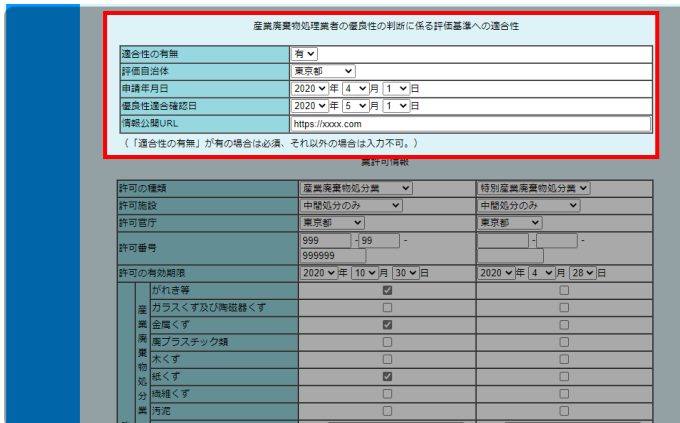 産業廃棄物処理業者の優良性の判断に係る評価基準への適合性
適合性の有無 有
評価自治体 東京都
申請年月日 2020 年 4 月 1 日
優良性適合確認日 2020 年 5 月 1 日
情報公開URL https://xxxx.com
（「適合性の有無」が有の場合は必須、それ以外の場合は入力不可。）
業許可情報
許可の種類 産業廃棄物処分業 特別産業廃棄物処分業
許可施設 中間処分のみ 中間処分のみ
許可官庁 東京都 東京都
許可番号 999 - 99 - 999999 - -
許可の有効期限 2020 年 10 月 30 日 2020 年 4 月 28 日
産業廃棄物処分業
がれき等
ガラスくず及び陶磁器くず
金属くず
廃プラスチック類
木くず
紙くず
繊維くず
汚泥